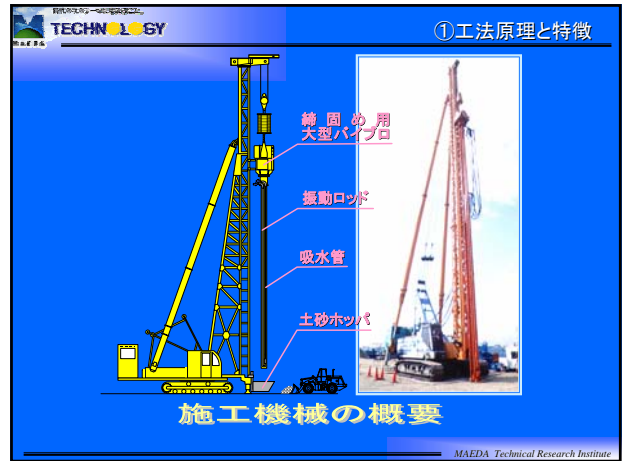 TECHNOLOGY
①工法原理と特徴
締固め用
大型バイブロ
振動ロッド
吸水管
土砂ホッパ
施工機械の概要
MAEDA Technical Research Institute